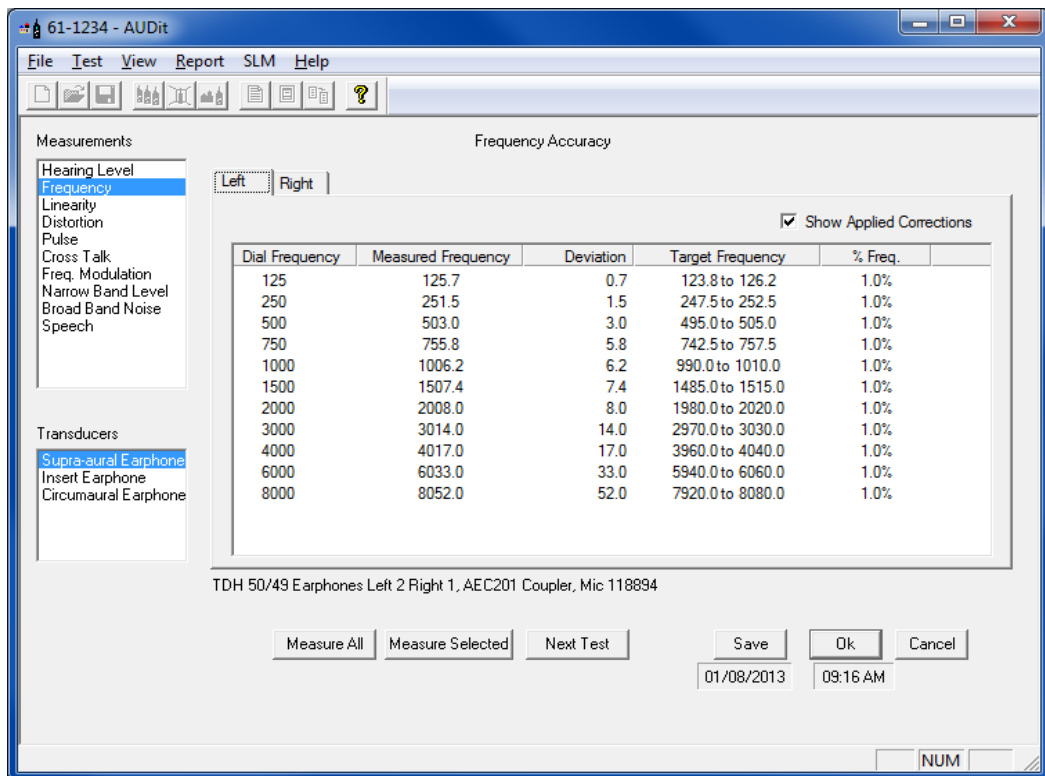 61-1234 - AUDit
File Test View Report SLM Help
Measurements
Frequency Accuracy
Hearing Level
Frequency
Linearity
Distortion
Pulse
Cross Talk
Freq. Modulation
Narrow Band Level
Broad Band Noise
Speech
Left Right
Show Applied Corrections
Dial Frequency Measured Frequency Deviation Target Frequency % Freq.
125 125.7 0.7 123.8 to 126.2 1.0%
250 251.5 1.5 247.5 to 252.5 1.0%
500 503.0 3.0 495.0 to 505.0 1.0%
750 755.8 5.8 742.5 to 757.5 1.0%
1000 1006.2 6.2 990.0 to 1010.0 1.0%
1500 1507.4 7.4 1485.0 to 1515.0 1.0%
2000 2008.0 8.0 1980.0 to 2020.0 1.0%
3000 3014.0 14.0 2970.0 to 3030.0 1.0%
4000 4017.0 17.0 3960.0 to 4040.0 1.0%
6000 6033.0 33.0 5940.0 to 6060.0 1.0%
8000 8052.0 52.0 7920.0 to 8080.0 1.0%
Transducers
Supra-aural Earphone
Insert Earphone
Circumaural Earphone
TDH 50/49 Earphones Left 2 Right 1, AEC201 Coupler, Mic 118894
Measure All Measure Selected Next Test Save Ok Cancel
01/08/2013 09:16 AM
NUM